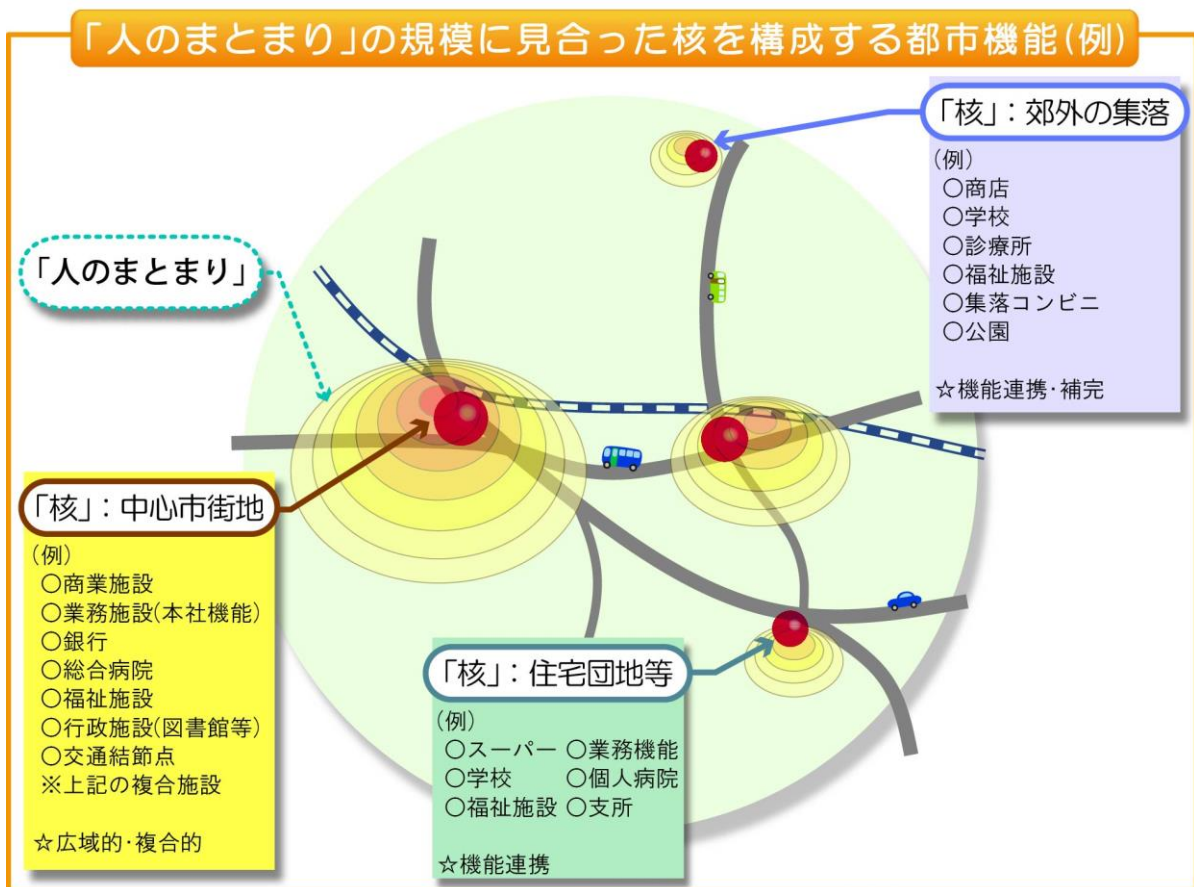 「人のまとまり」の規模に見合った核を構成する都市機能(例)
「核」：郊外の集落
(例)
○商店
○学校
○診療所
○福祉施設
○集落コンビニ
○公園
☆機能連携・補完
「人のまとまり」
「核」：中心市街地
(例)
○商業施設
○業務施設(本社機能)
○銀行
○総合病院
○福祉施設
○行政施設(図書館等)
○交通結節点
※上記の複合施設
☆広域的・複合的
「核」：住宅団地等
(例)
○スーパー ○業務機能
○学校 ○個人病院
○福祉施設 ○支所
☆機能連携